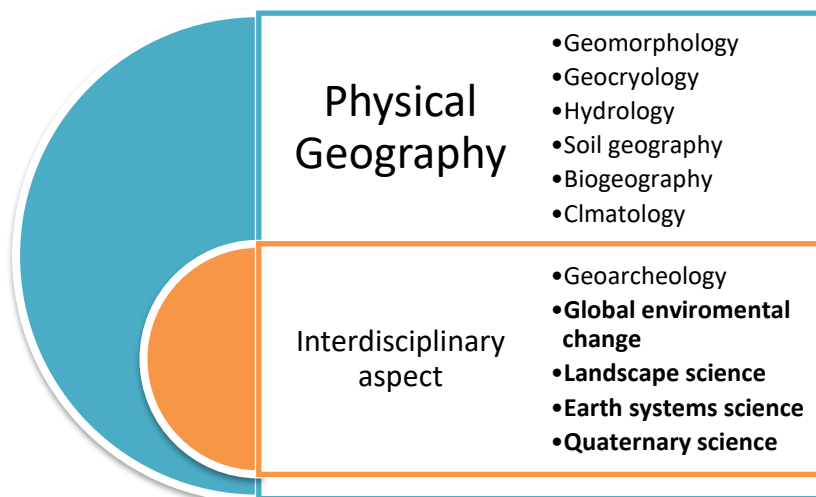 Physical
Geography
•Geomorphology
•Geocryology
•Hydrology
•Soil geography
•Biogeography
•Clmatology
Interdisciplinary
aspect
•Geoarcheology
•Global enviromental
change
•Landscape science
•Earth systems science
•Quaternary science